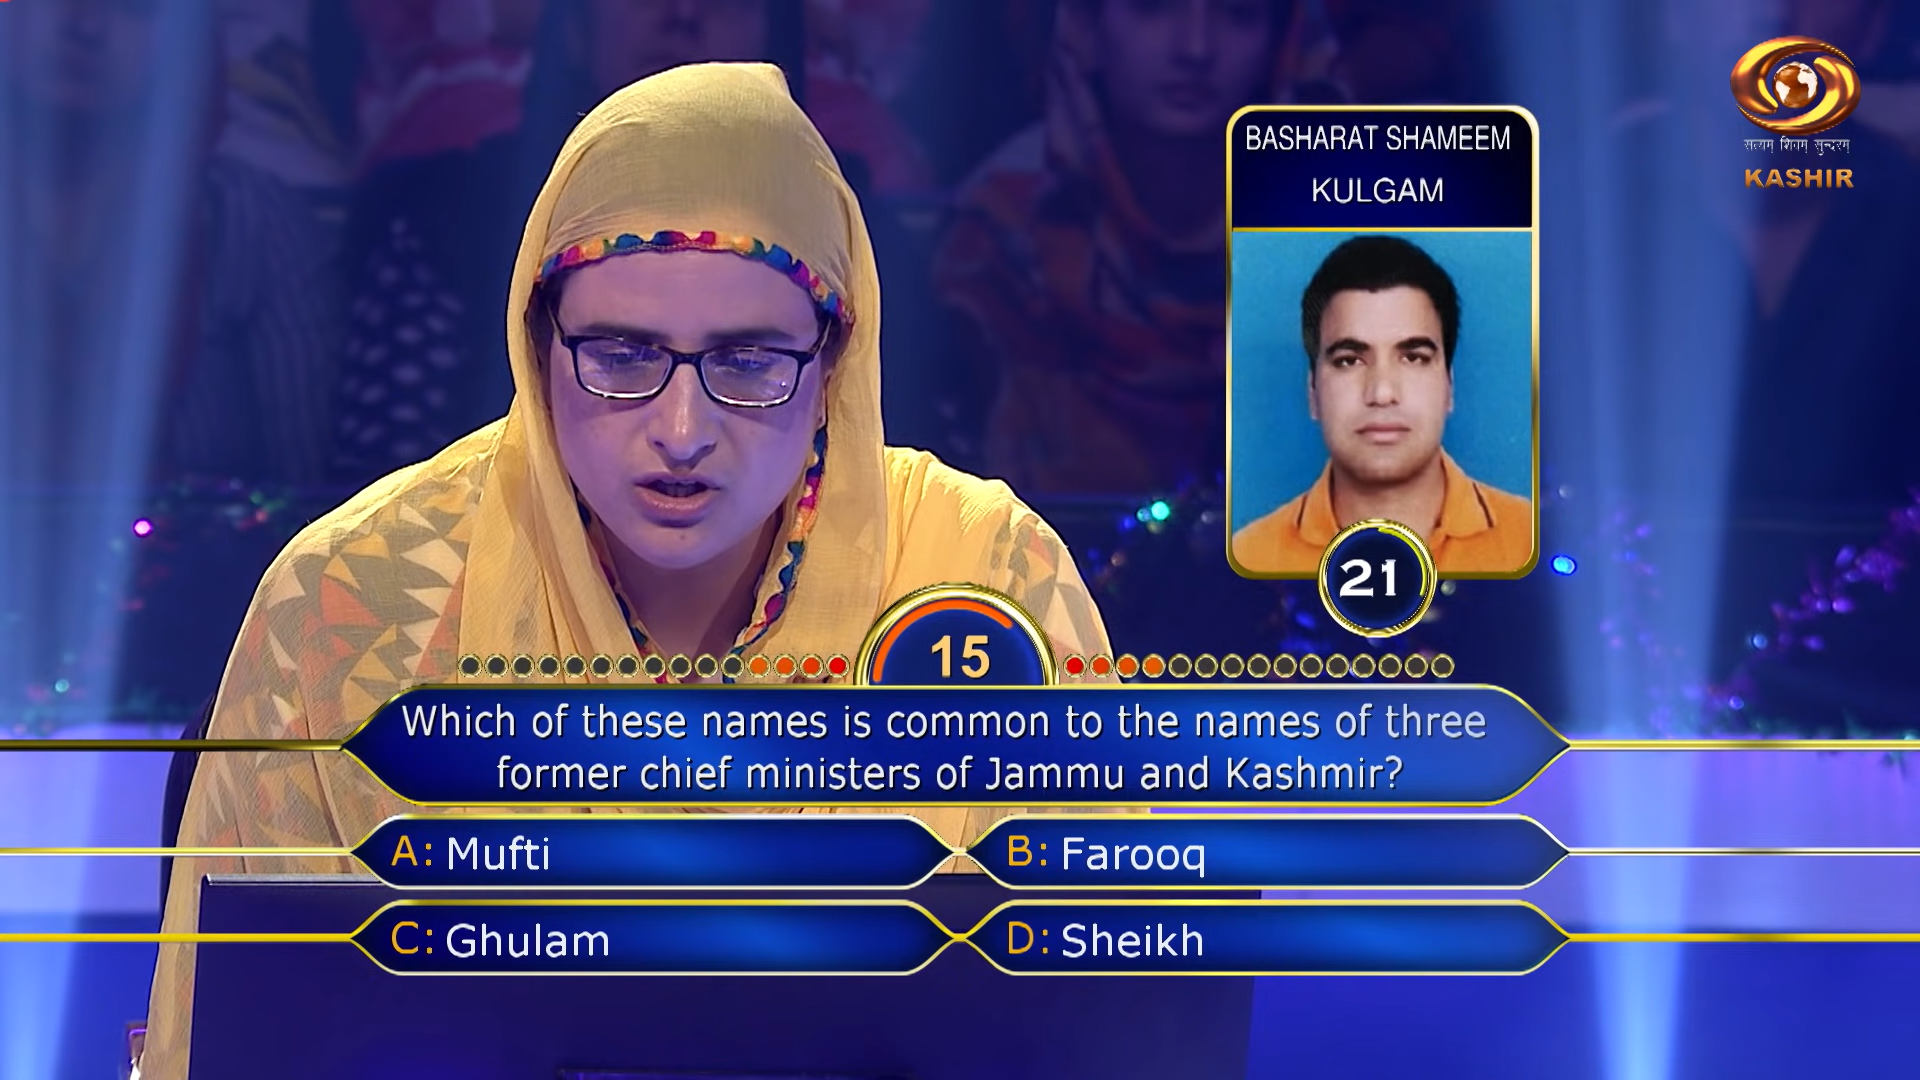 सत्यम् शिवम् सुन्दरम्
KASHIR
BASHARAT SHAMEEM
KULGAM
21
15
Which of these names is common to the names of three
former chief ministers of Jammu and Kashmir?
A: Mufti
B: Farooq
C: Ghulam
D: Sheikh